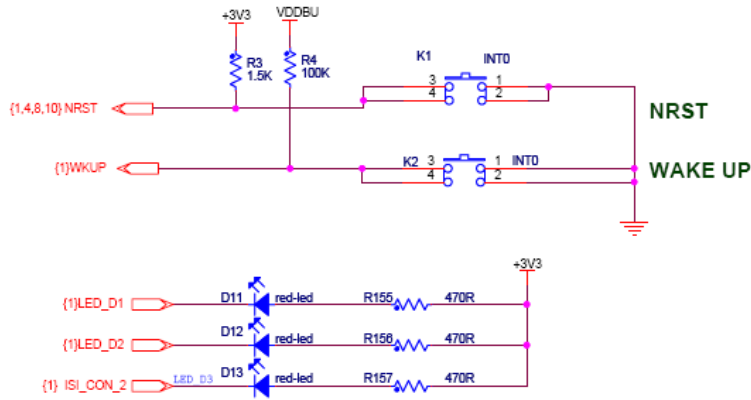 +3V3 VDDBU
R3 1.5K R4 100K K1 INT0
3 1
4 2
{1,4,8,10} NRST NRST
{1}WKUP K2 3 1 INT0 WAKE UP
4 2
+3V3
{1}LED_D1 D11 red-led R155 470R
{1}LED_D2 D12 red-led R156 470R
{1} ISI_CON_2 LED_D3 D13 red-led R157 470R